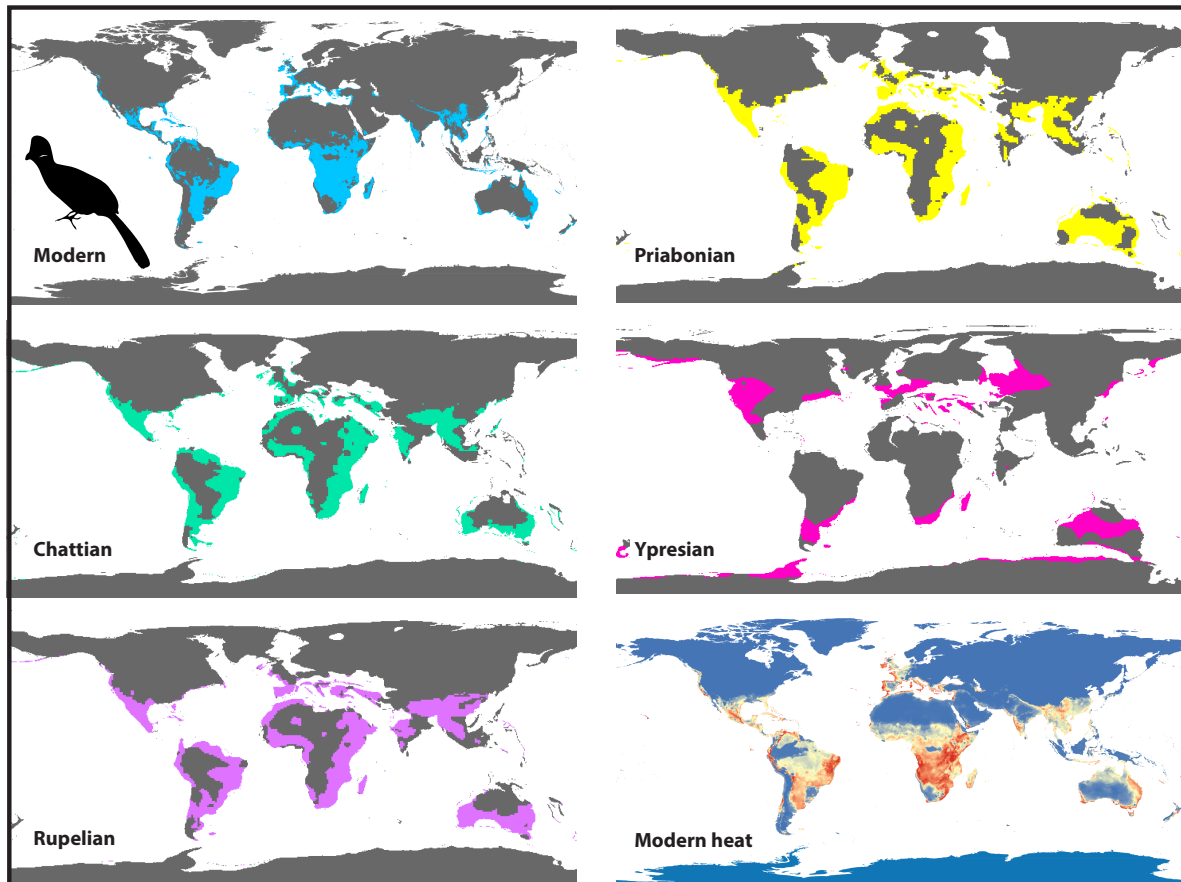 Modern
Priabonian
Chattian
Ypresian
Rupelian
Modern heat